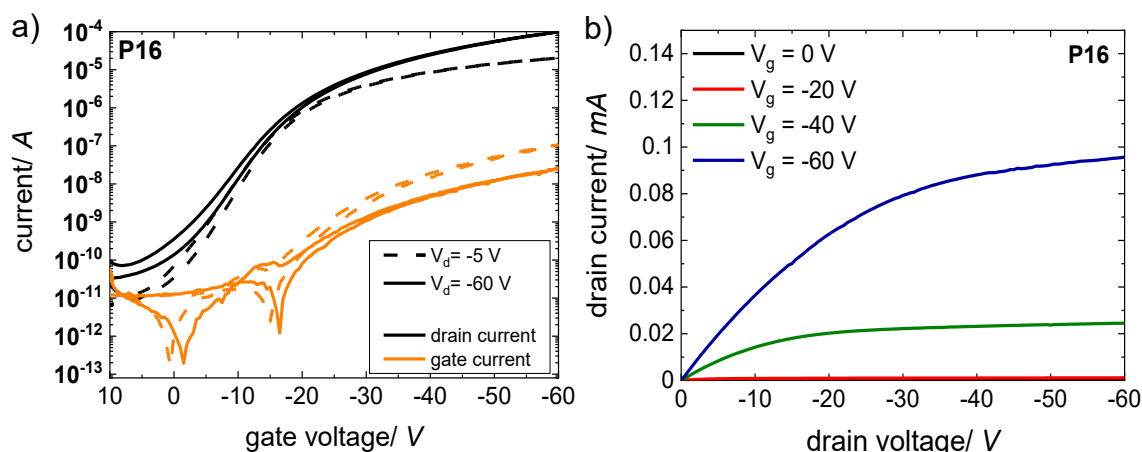 a)
P16
10⁻⁴
10⁻⁵
10⁻⁶
10⁻⁷
10⁻⁸
10⁻⁹
10⁻¹⁰
10⁻¹¹
10⁻¹²
10⁻¹³
current/ A
V_d= -5 V
V_d= -60 V
drain current
gate current
10 0 -10 -20 -30 -40 -50 -60
gate voltage/ V
b)
P16
V_g = 0 V
V_g = -20 V
V_g = -40 V
V_g = -60 V
0.14
0.12
0.1
0.08
0.06
0.04
0.02
0
drain current/ mA
0 -10 -20 -30 -40 -50 -60
drain voltage/ V